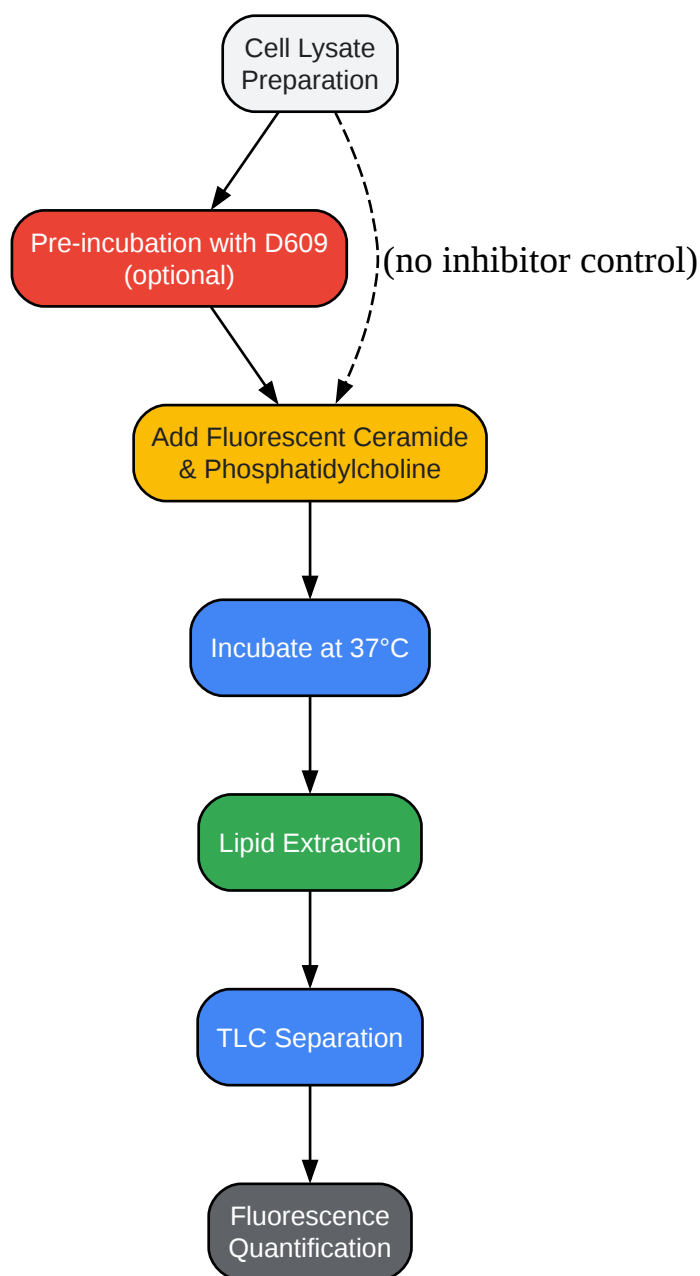 Cell Lysate
Preparation
Pre-incubation with D609
(optional)
(no inhibitor control)
Add Fluorescent Ceramide
& Phosphatidylcholine
Incubate at 37°C
Lipid Extraction
TLC Separation
Fluorescence
Quantification